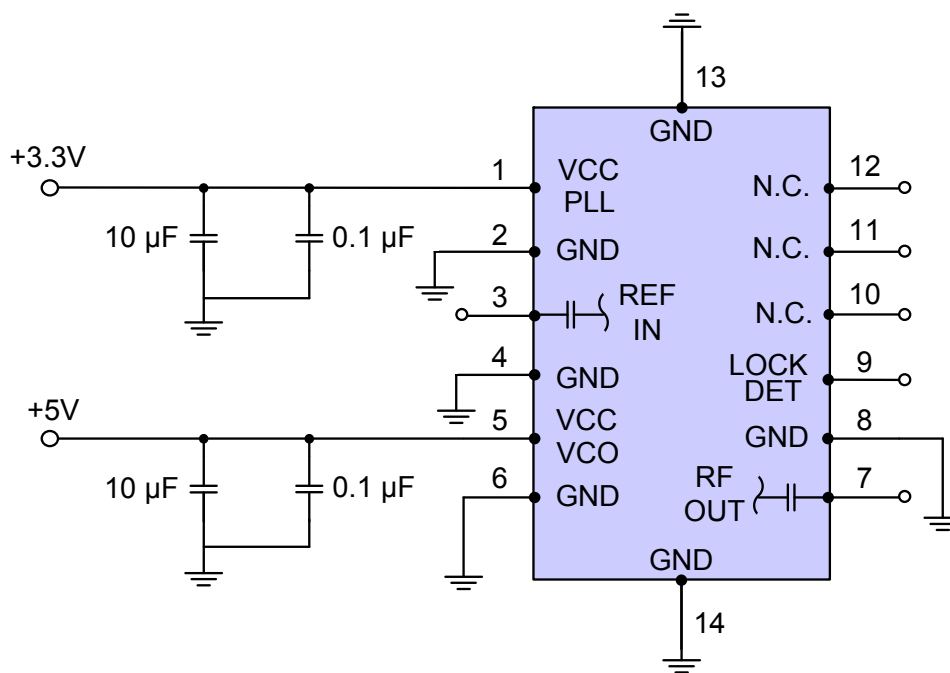 13
GND
+3.3V
1
VCC
PLL
12
N.C.
10 µF
0.1 µF
2
GND
11
N.C.
3
REF
IN
10
N.C.
4
GND
LOCK
DET
9
+5V
5
VCC
VCO
8
GND
10 µF
0.1 µF
6
GND
RF
OUT
7
GND
14